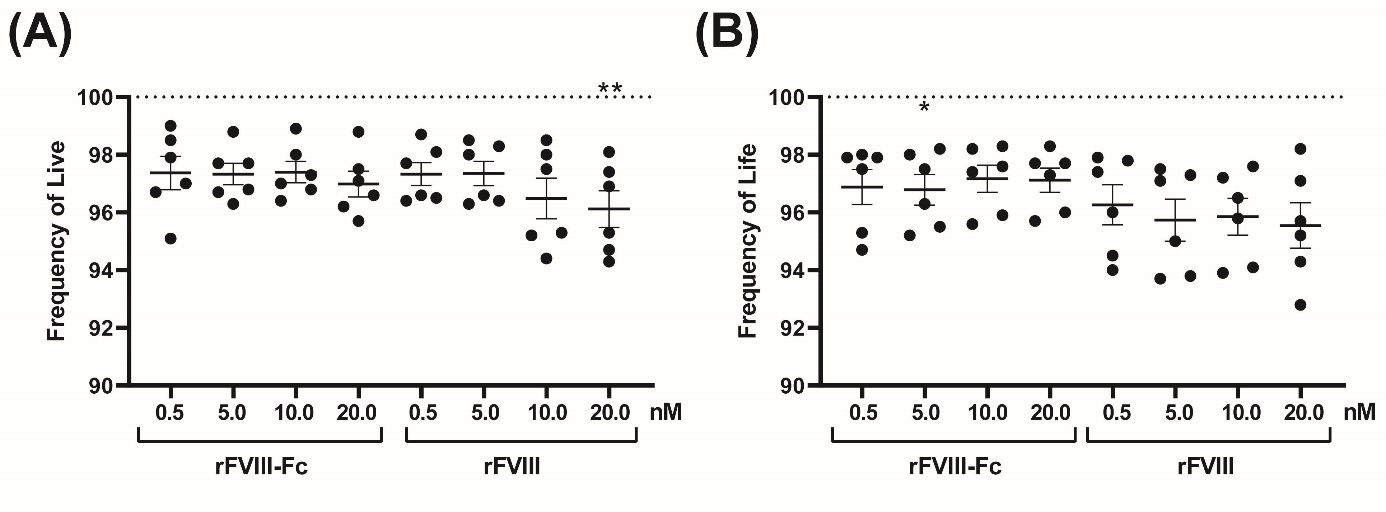 (A)
Frequency of Live
100
98
96
94
92
90
**
0.5 5.0 10.0 20.0 0.5 5.0 10.0 20.0 nM
rFVIII-Fc rFVIII
(B)
Frequency of Life
100
98
96
94
92
90
*
0.5 5.0 10.0 20.0 0.5 5.0 10.0 20.0 nM
rFVIII-Fc rFVIII